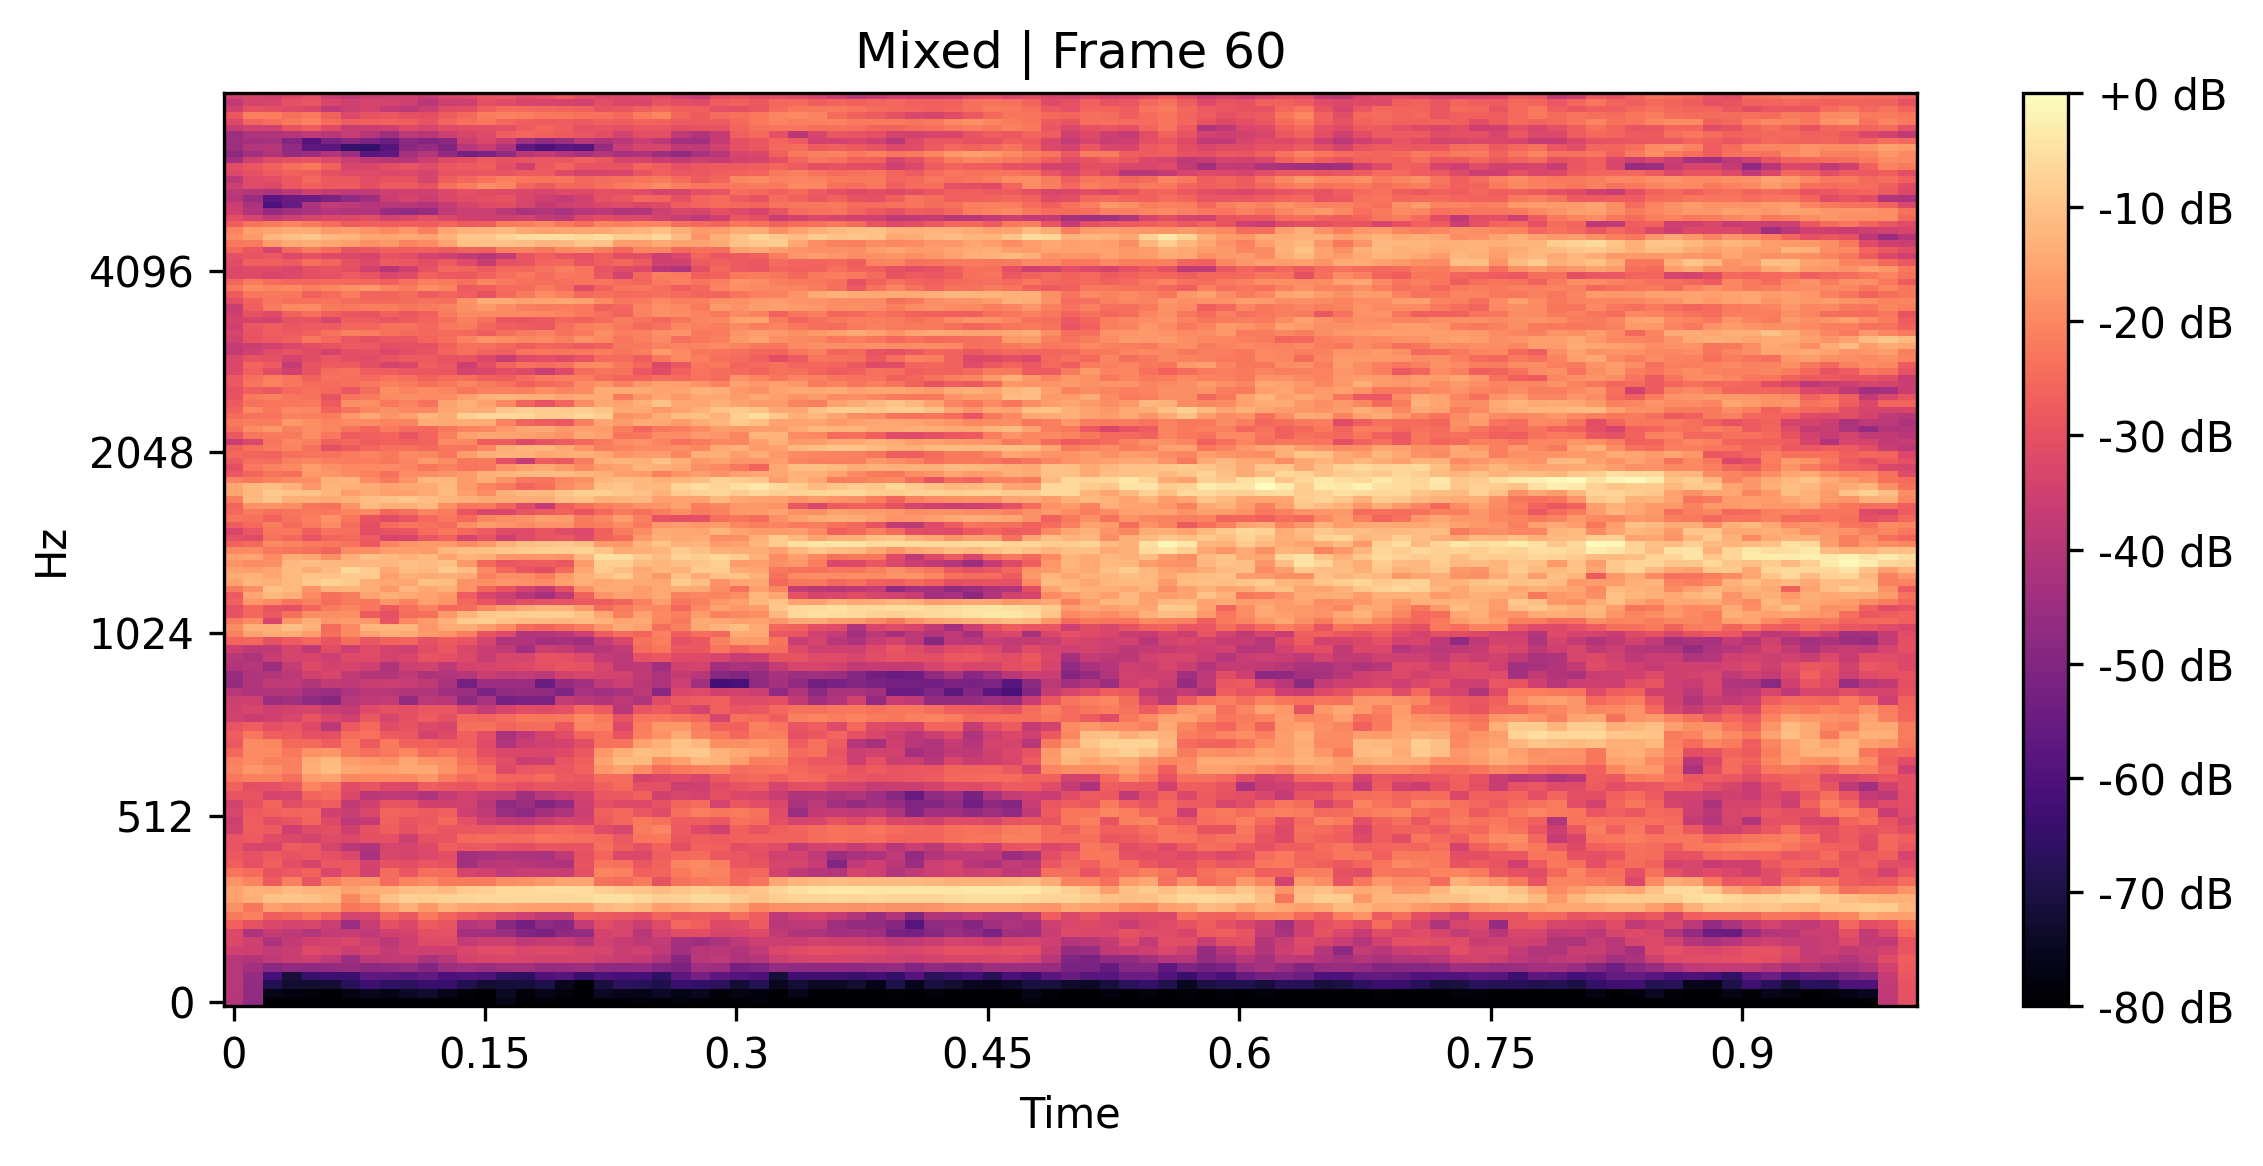 Mixed | Frame 60
+0 dB
-10 dB
-20 dB
-30 dB
-40 dB
-50 dB
-60 dB
-70 dB
-80 dB
4096
2048
1024
512
0
Hz
0 0.15 0.3 0.45 0.6 0.75 0.9
Time